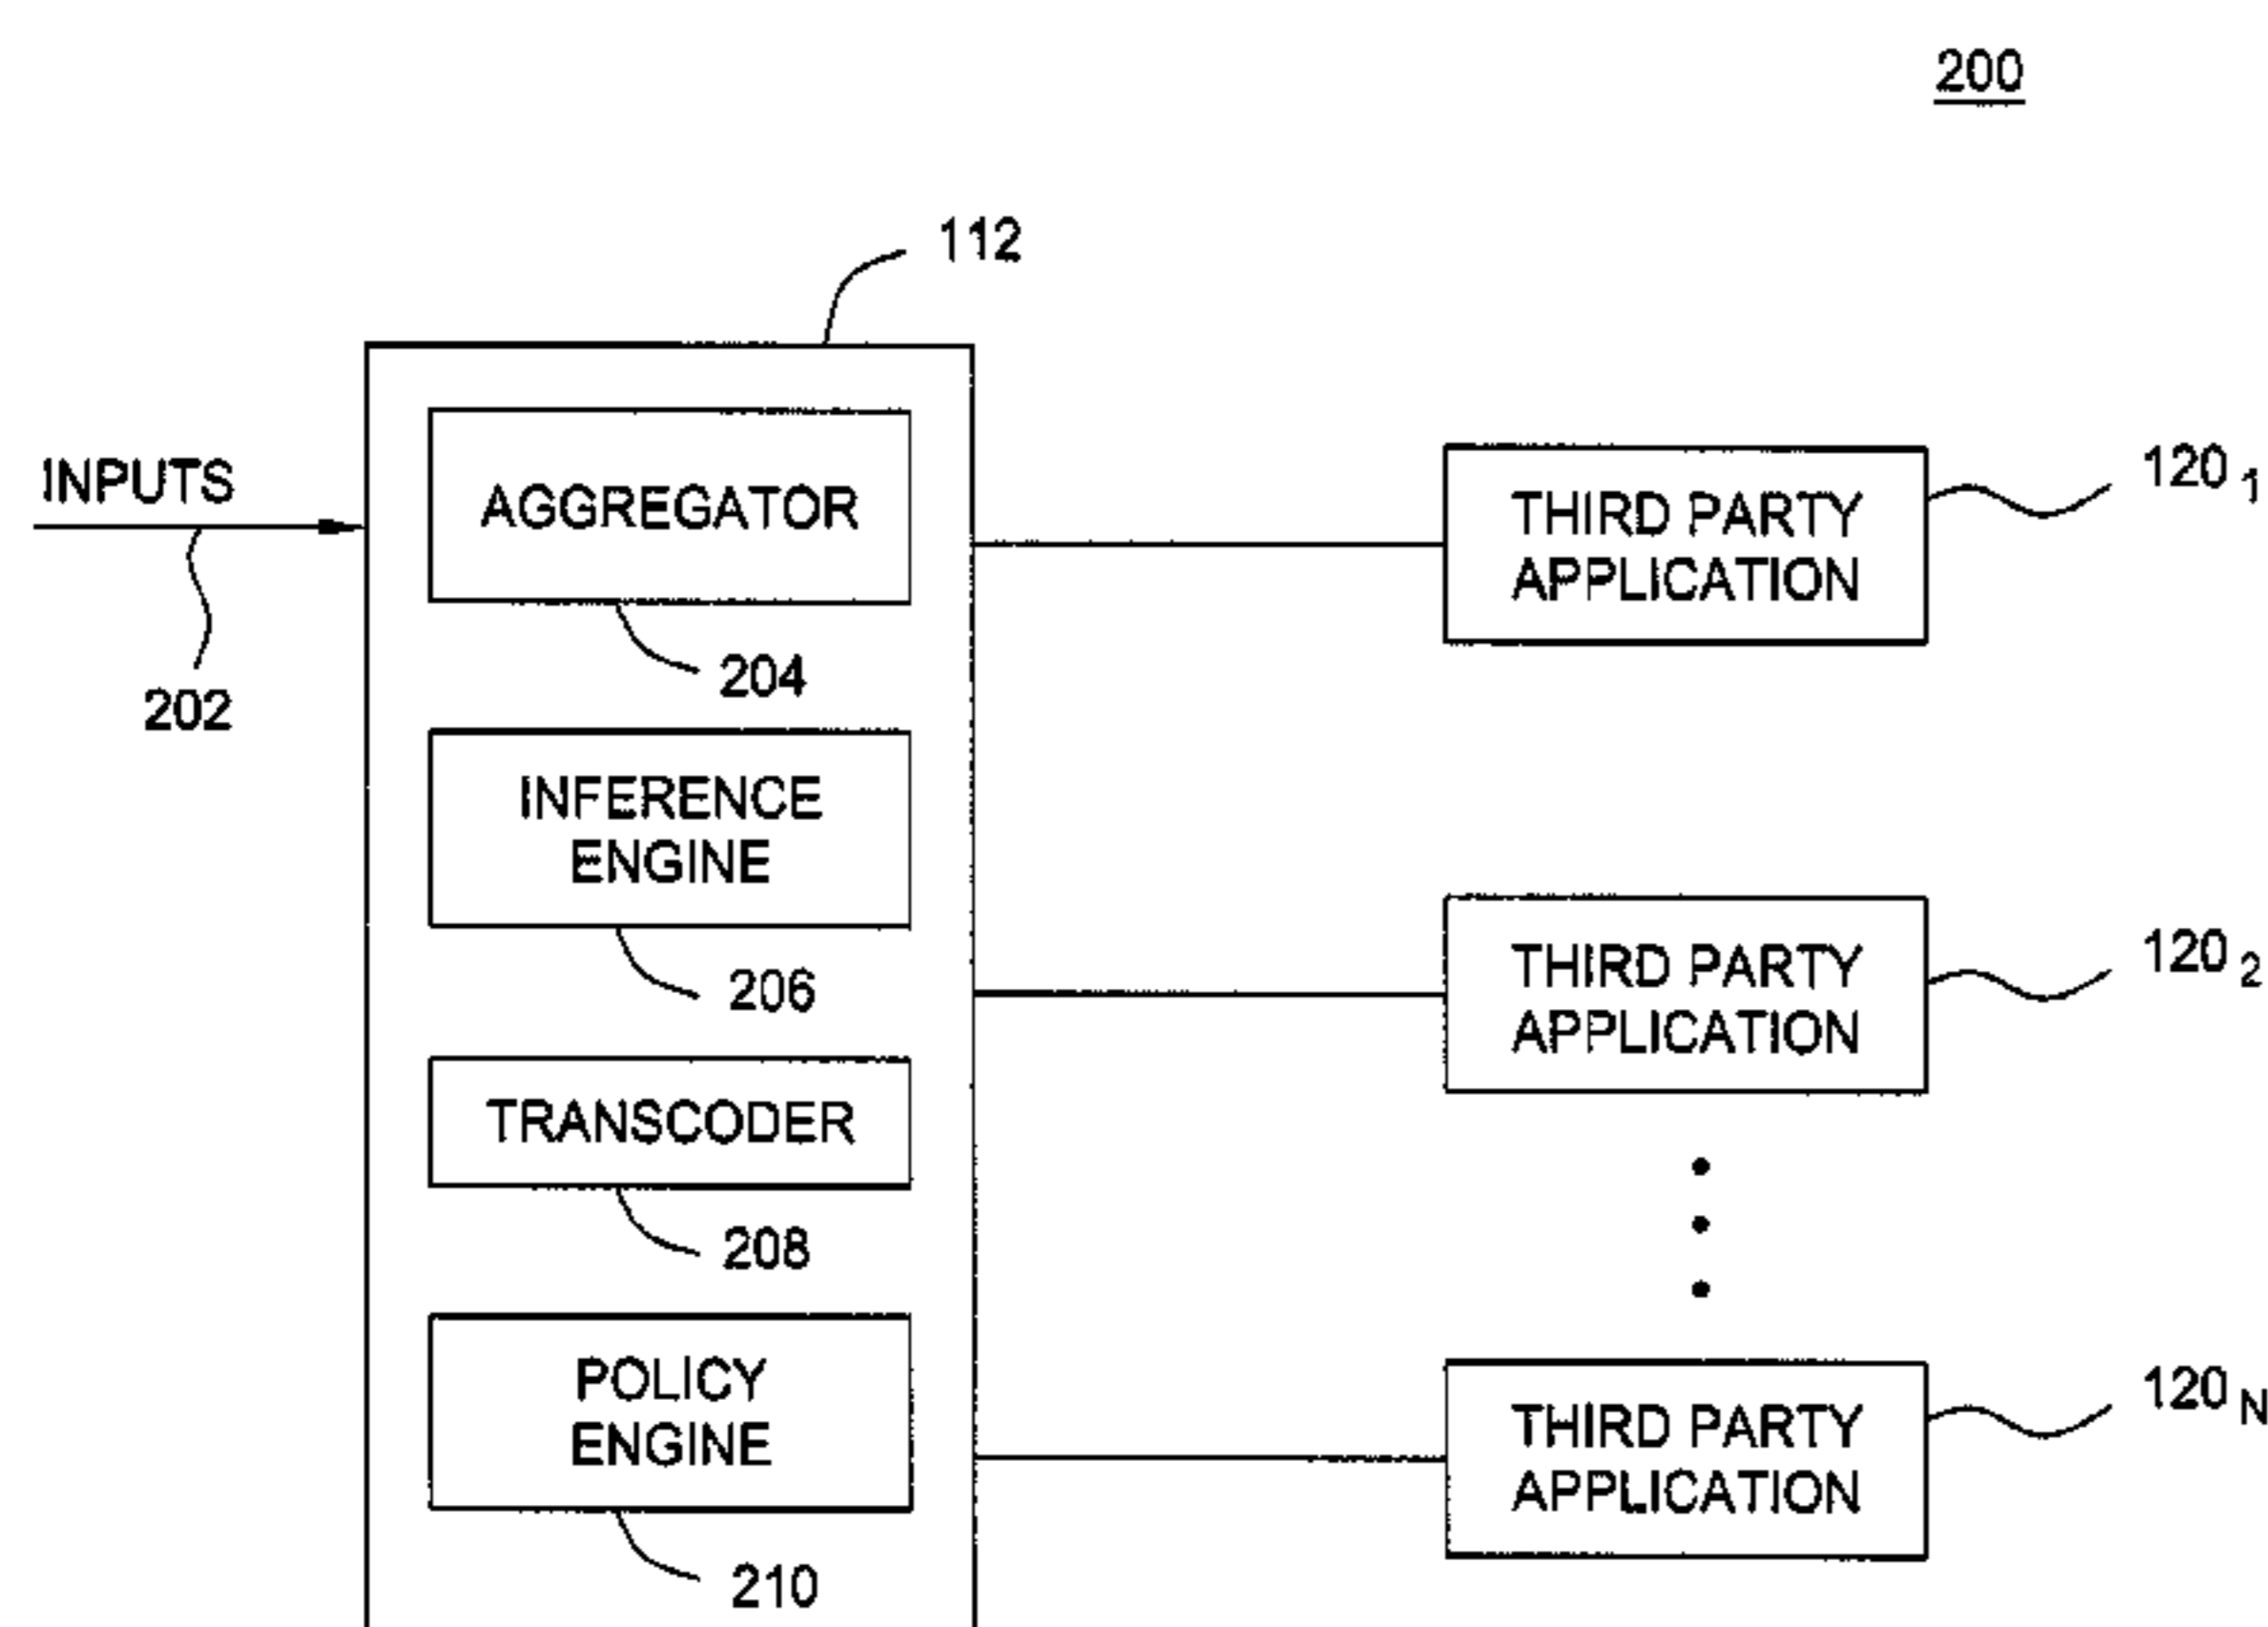 200
112
INPUTS
202
AGGREGATOR
204
INFERENCE
ENGINE
206
TRANSCODER
208
POLICY
ENGINE
210
THIRD PARTY
APPLICATION
120 1
THIRD PARTY
APPLICATION
120 2
THIRD PARTY
APPLICATION
120 N